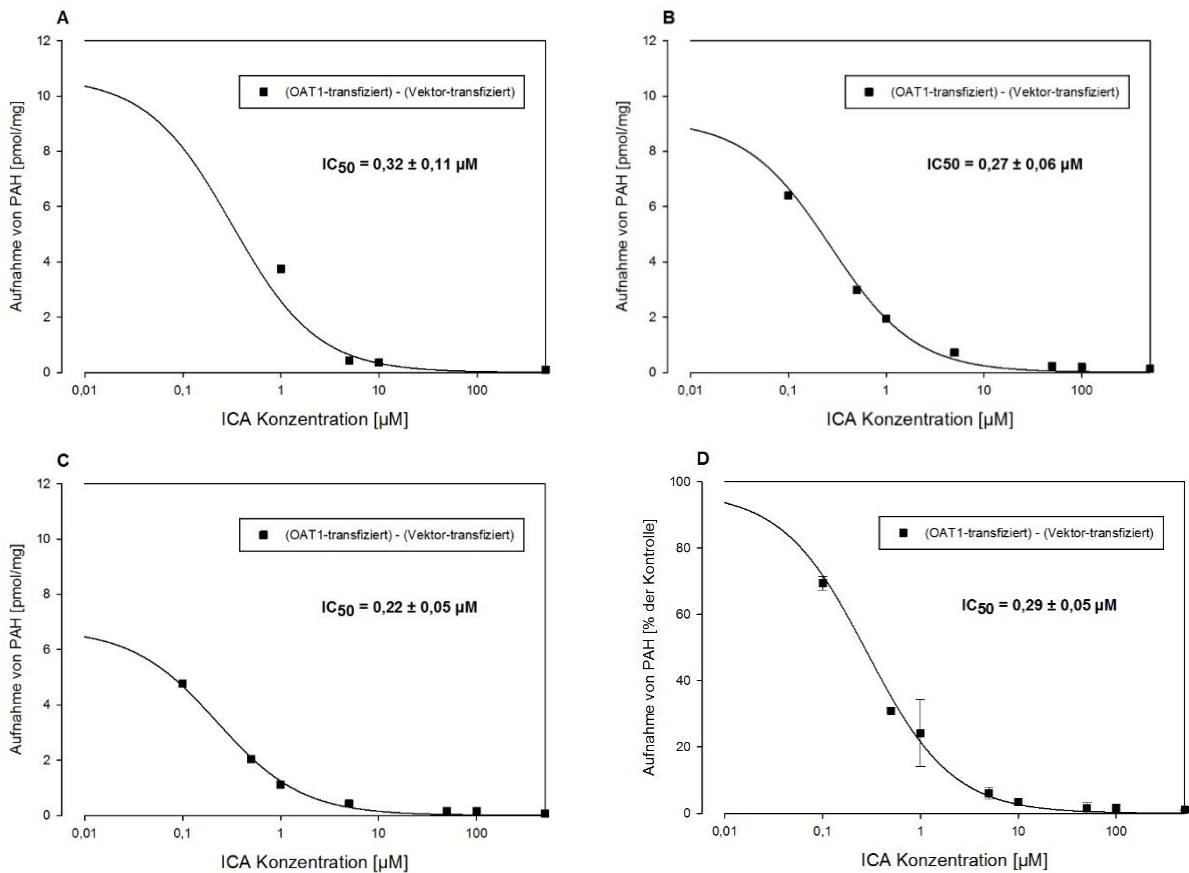 A
12
10
8
6
4
2
0
Aufnahme von PAH [pmol/mg]
(OAT1-transfiziert) - (Vektor-transfiziert)
IC50 = 0,32 ± 0,11 µM
0,01 0,1 1 10 100
ICA Konzentration [µM]
B
12
10
8
6
4
2
0
Aufnahme von PAH [pmol/mg]
(OAT1-transfiziert) - (Vektor-transfiziert)
IC50 = 0,27 ± 0,06 µM
0,01 0,1 1 10 100
ICA Konzentration [µM]
C
12
10
8
6
4
2
0
Aufnahme von PAH [pmol/mg]
(OAT1-transfiziert) - (Vektor-transfiziert)
IC50 = 0,22 ± 0,05 µM
0,01 0,1 1 10 100
ICA Konzentration [µM]
D
100
80
60
40
20
0
Aufnahme von PAH [% der Kontrolle]
(OAT1-transfiziert) - (Vektor-transfiziert)
IC50 = 0,29 ± 0,05 µM
0,01 0,1 1 10 100
ICA Konzentration [µM]